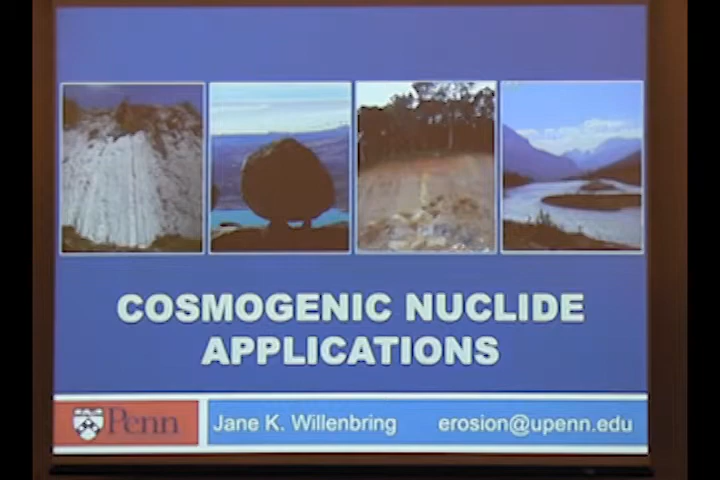 COSMOGENIC NUCLIDE
APPLICATIONS
Penn
Jane K. Willenbring
erosion@upenn.edu